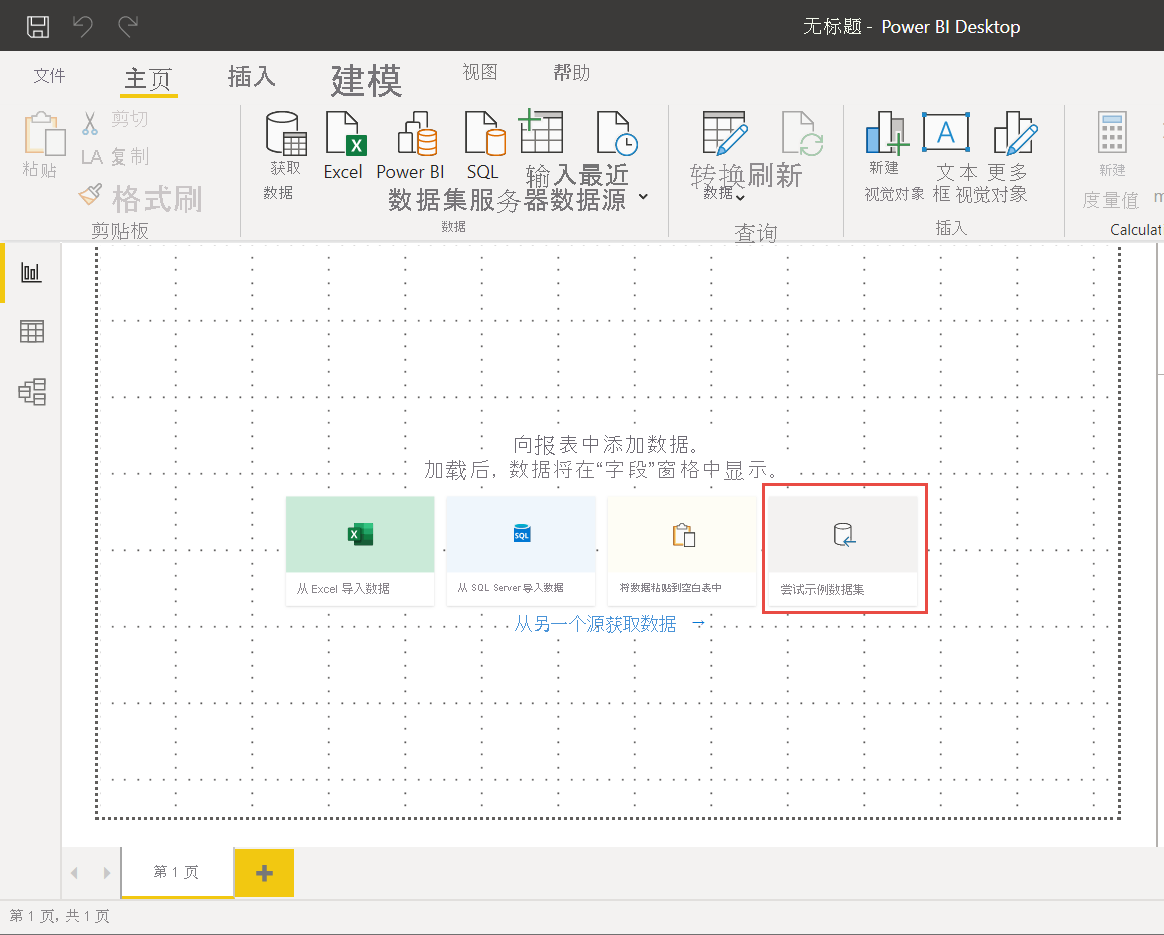 无标题 - Power BI Desktop
文件 主页 插入 建模 视图 帮助
粘贴
剪切
LA 复制
格式刷
剪贴板
获取
数据
Excel Power BI SQL 输入最近
数据集服务器数据源
数据
转换刷新
数据
查询
新建
视觉对象
文本 更多
框 视觉对象
插入
新建
度量值
Calculat
向报表中添加数据。
加载后，数据将在“字段”窗格中显示。
从 Excel 导入数据
从 SQL Server 导入数据
将数据粘贴到空白表中
尝试示例数据集
从另一个源获取数据 →
第 1 页
第 1 页, 共 1 页